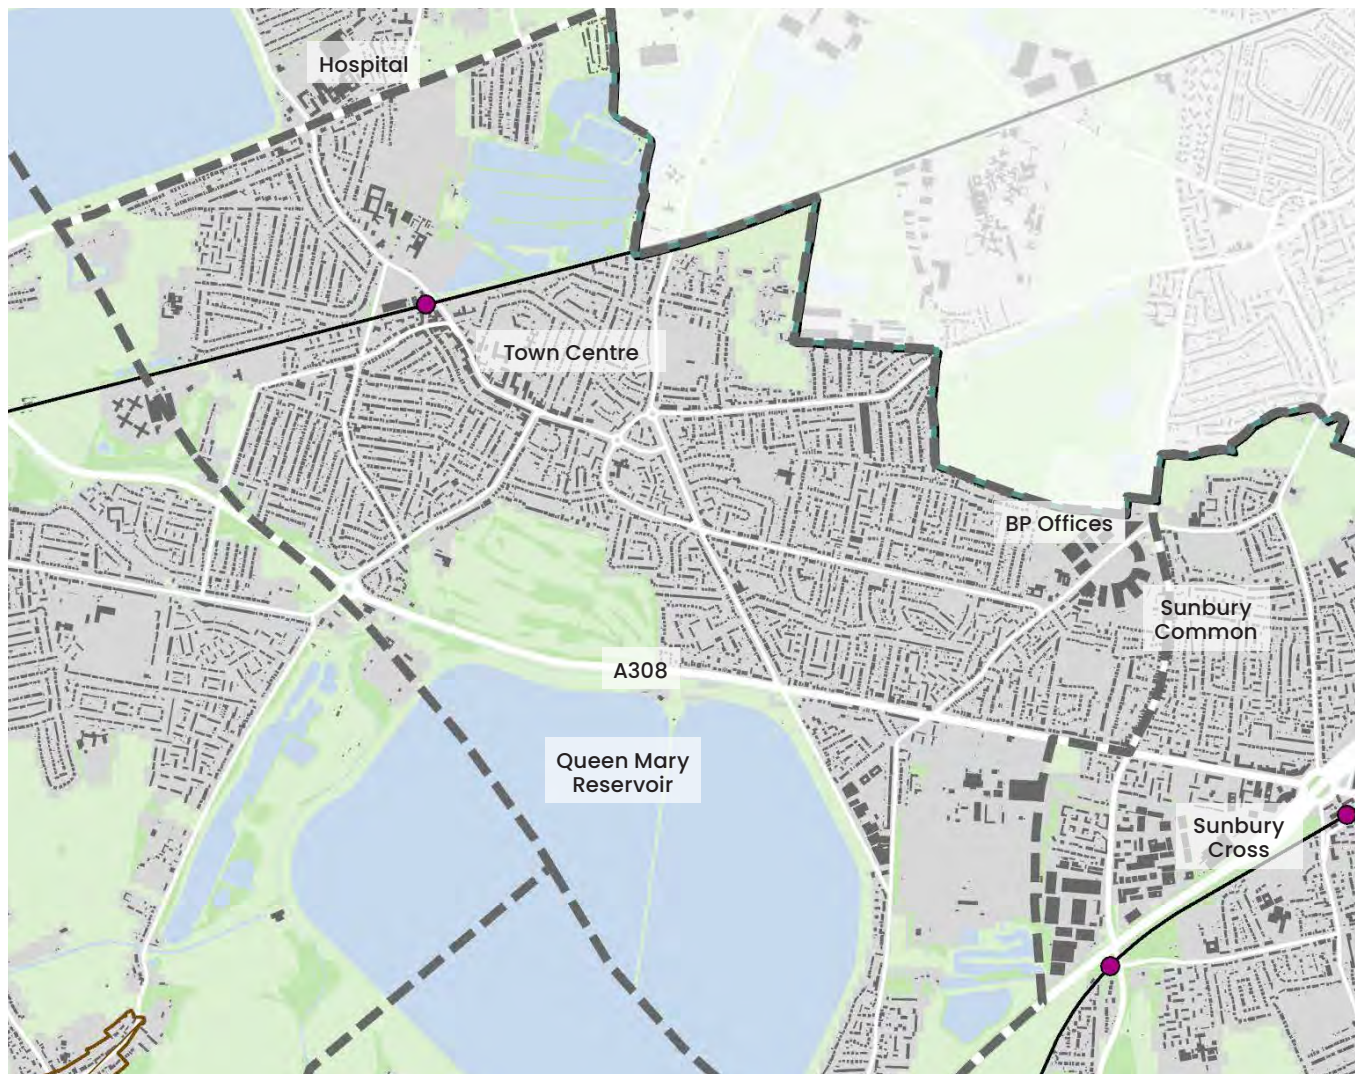 Hospital
Town Centre
BP Offices
Sunbury
Common
A308
Queen Mary
Reservoir
Sunbury
Cross